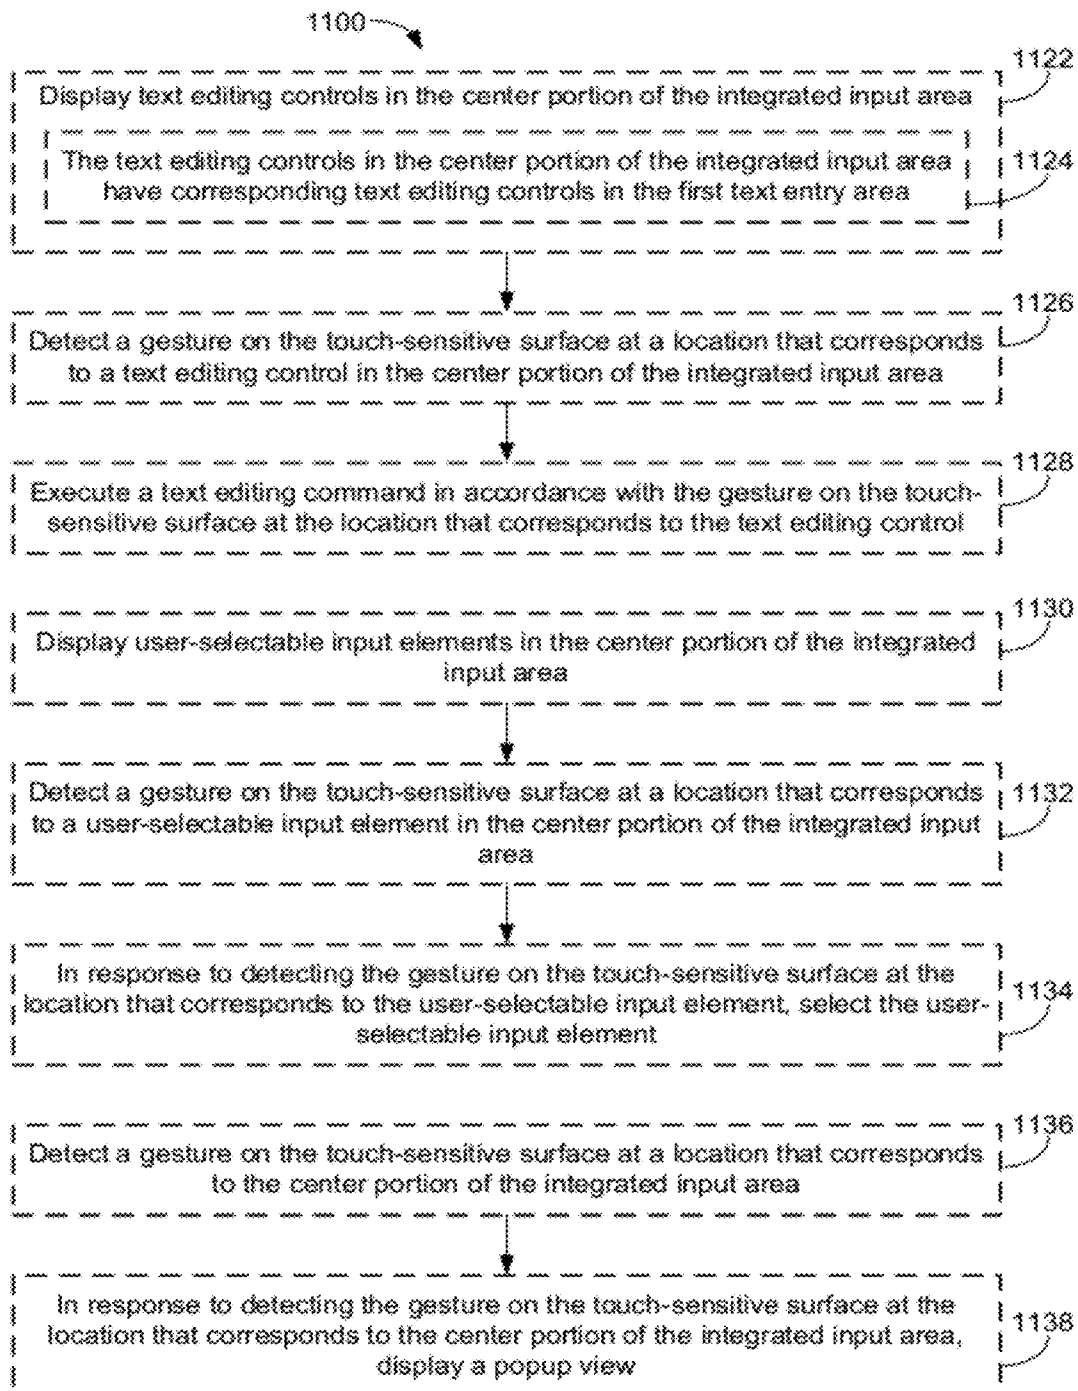 1100
1122
Display text editing controls in the center portion of the integrated input area
The text editing controls in the center portion of the integrated input area
1124
have corresponding text editing controls in the first text entry area
1126
Detect a gesture on the touch-sensitive surface at a location that corresponds
to a text editing control in the center portion of the integrated input area
1128
Execute a text editing command in accordance with the gesture on the touch-
sensitive surface at the location that corresponds to the text editing control
1130
Display user-selectable input elements in the center portion of the integrated
input area
Detect a gesture on the touch-sensitive surface at a location that corresponds
1132
to a user-selectable input element in the center portion of the integrated input
area
In response to detecting the gesture on the touch-sensitive surface at the
1134
location that corresponds to the user-selectable input element, select the user-
selectable input element
1136
Detect a gesture on the touch-sensitive surface at a location that corresponds
to the center portion of the integrated input area
In response to detecting the gesture on the touch-sensitive surface at the
1138
location that corresponds to the center portion of the integrated input area,
display a popup view